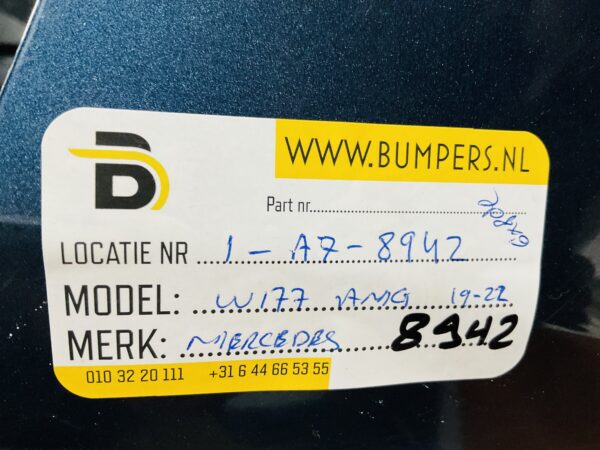 B
WWW.BUMPERS.NL
Part nr
LOCATIE NR 1-A7-8942
MODEL: W177 AMG 19-22
MERK: MERCEDES 8942
010 32 20 111 +31 6 44 66 53 55